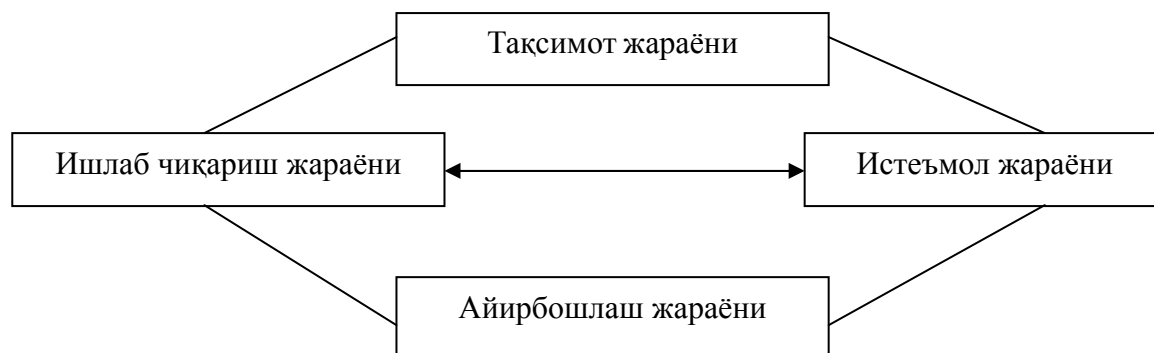 Тақсимот жараёни
Ишлаб чиқариш жараёни
Истеъмол жараёни
Айирбошлаш жараёни